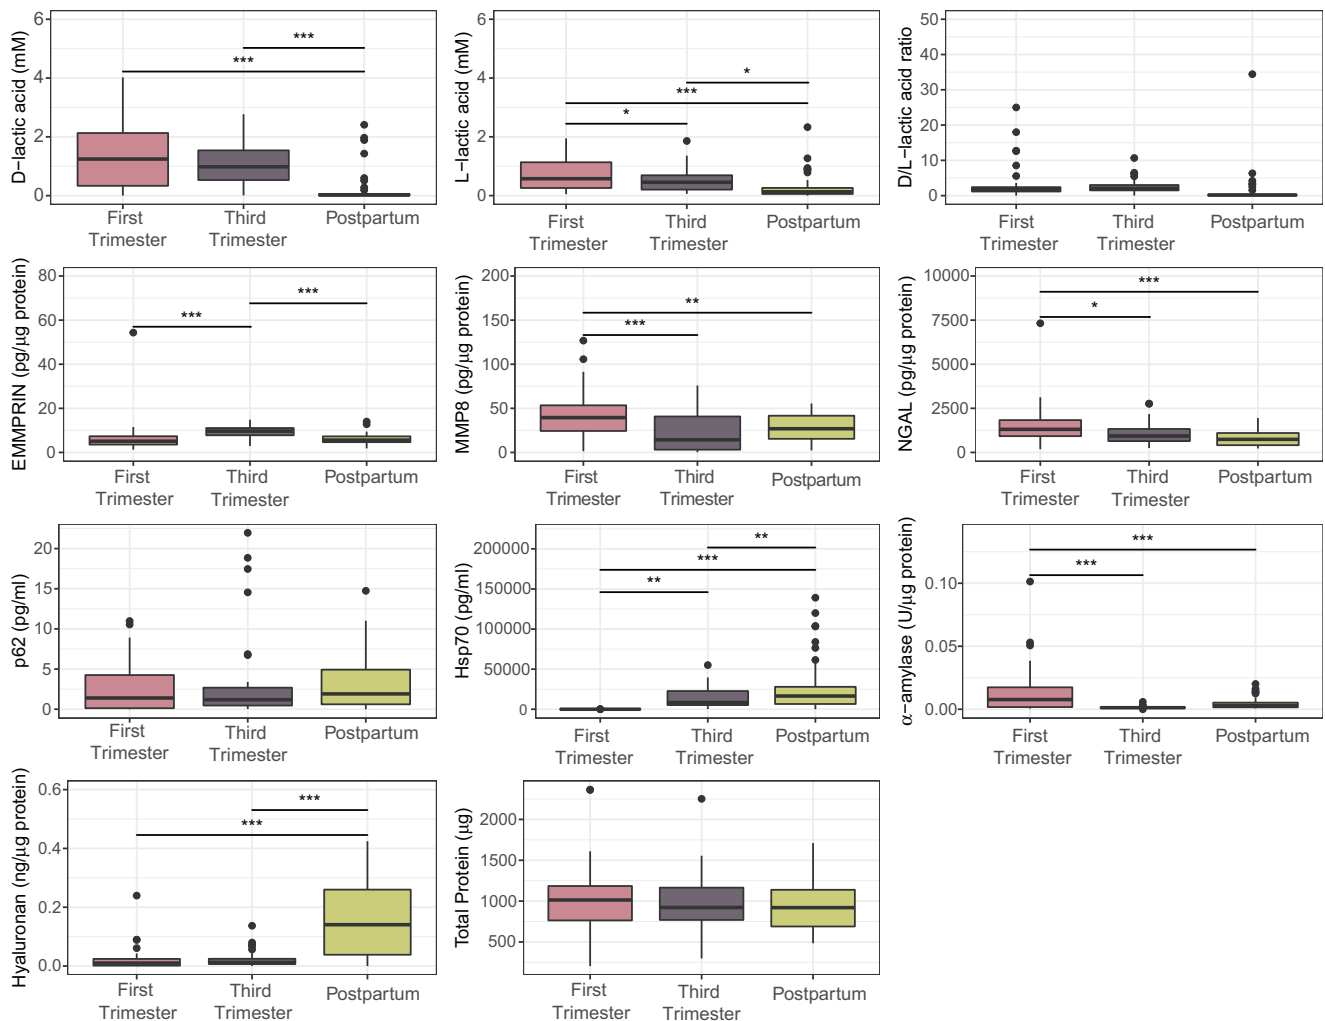 D−lactic acid (mM)
6
4
2
0
***
***
First
Trimester
Third
Trimester
Postpartum
L−lactic acid (mM)
6
4
2
0
*
***
*
First
Trimester
Third
Trimester
Postpartum
D/L−lactic acid ratio
50
40
30
20
10
0
First
Trimester
Third
Trimester
Postpartum
EMMPRIN (pg/µg protein)
80
60
40
20
0
***
***
First
Trimester
Third
Trimester
Postpartum
MMP8 (pg/µg protein)
200
150
100
50
0
**
***
First
Trimester
Third
Trimester
Postpartum
NGAL (pg/µg protein)
10000
7500
5000
2500
0
***
*
First
Trimester
Third
Trimester
Postpartum
p62 (pg/ml)
20
15
10
5
0
First
Trimester
Third
Trimester
Postpartum
Hsp70 (pg/ml)
200000
150000
100000
50000
0
**
***
**
First
Trimester
Third
Trimester
Postpartum
α−amylase (U/µg protein)
0.10
0.05
0.00
***
***
First
Trimester
Third
Trimester
Postpartum
Hyaluronan (ng/µg protein)
0.6
0.4
0.2
0.0
***
***
First
Trimester
Third
Trimester
Postpartum
Total Protein (µg)
2000
1500
1000
500
First
Trimester
Third
Trimester
Postpartum